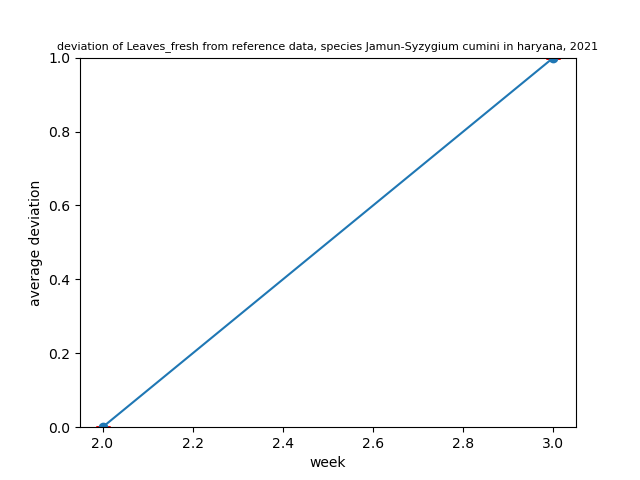 deviation of Leaves_fresh from reference data, species Jamun-Syzygium cumini in haryana, 2021
1.0
0.8
0.6
0.4
0.2
0.0
average deviation
2.0 2.2 2.4 2.6 2.8 3.0
week